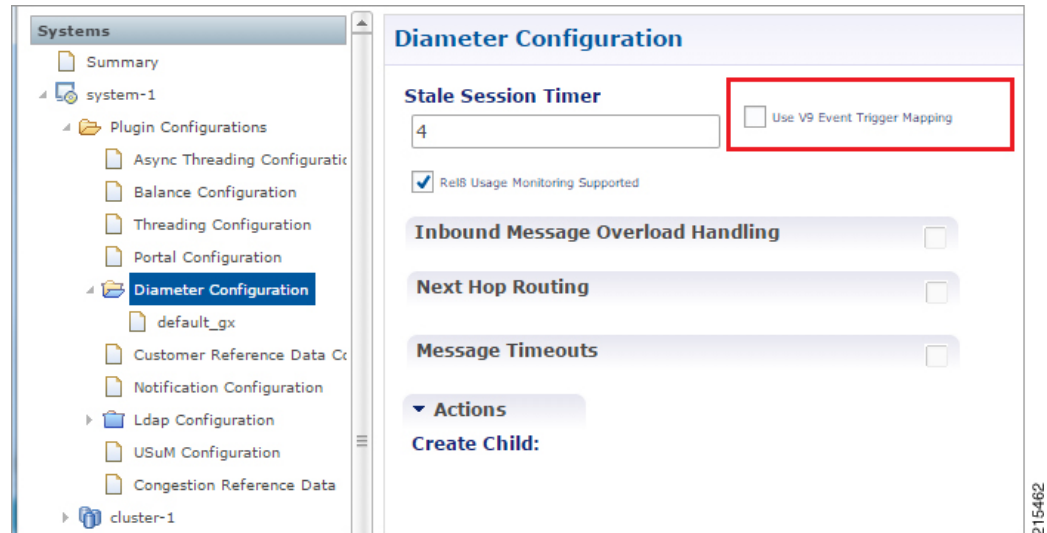 Systems
Summary
system-1
Plugin Configurations
Async Threading Configuratic
Balance Configuration
Threading Configuration
Portal Configuration
Diameter Configuration
default_gx
Customer Reference Data Cc
Notification Configuration
Ldap Configuration
USuM Configuration
Congestion Reference Data
cluster-1
Diameter Configuration
Stale Session Timer
4
Use V9 Event Trigger Mapping
Rel8 Usage Monitoring Supported
Inbound Message Overload Handling
Next Hop Routing
Message Timeouts
Actions
Create Child:
215462